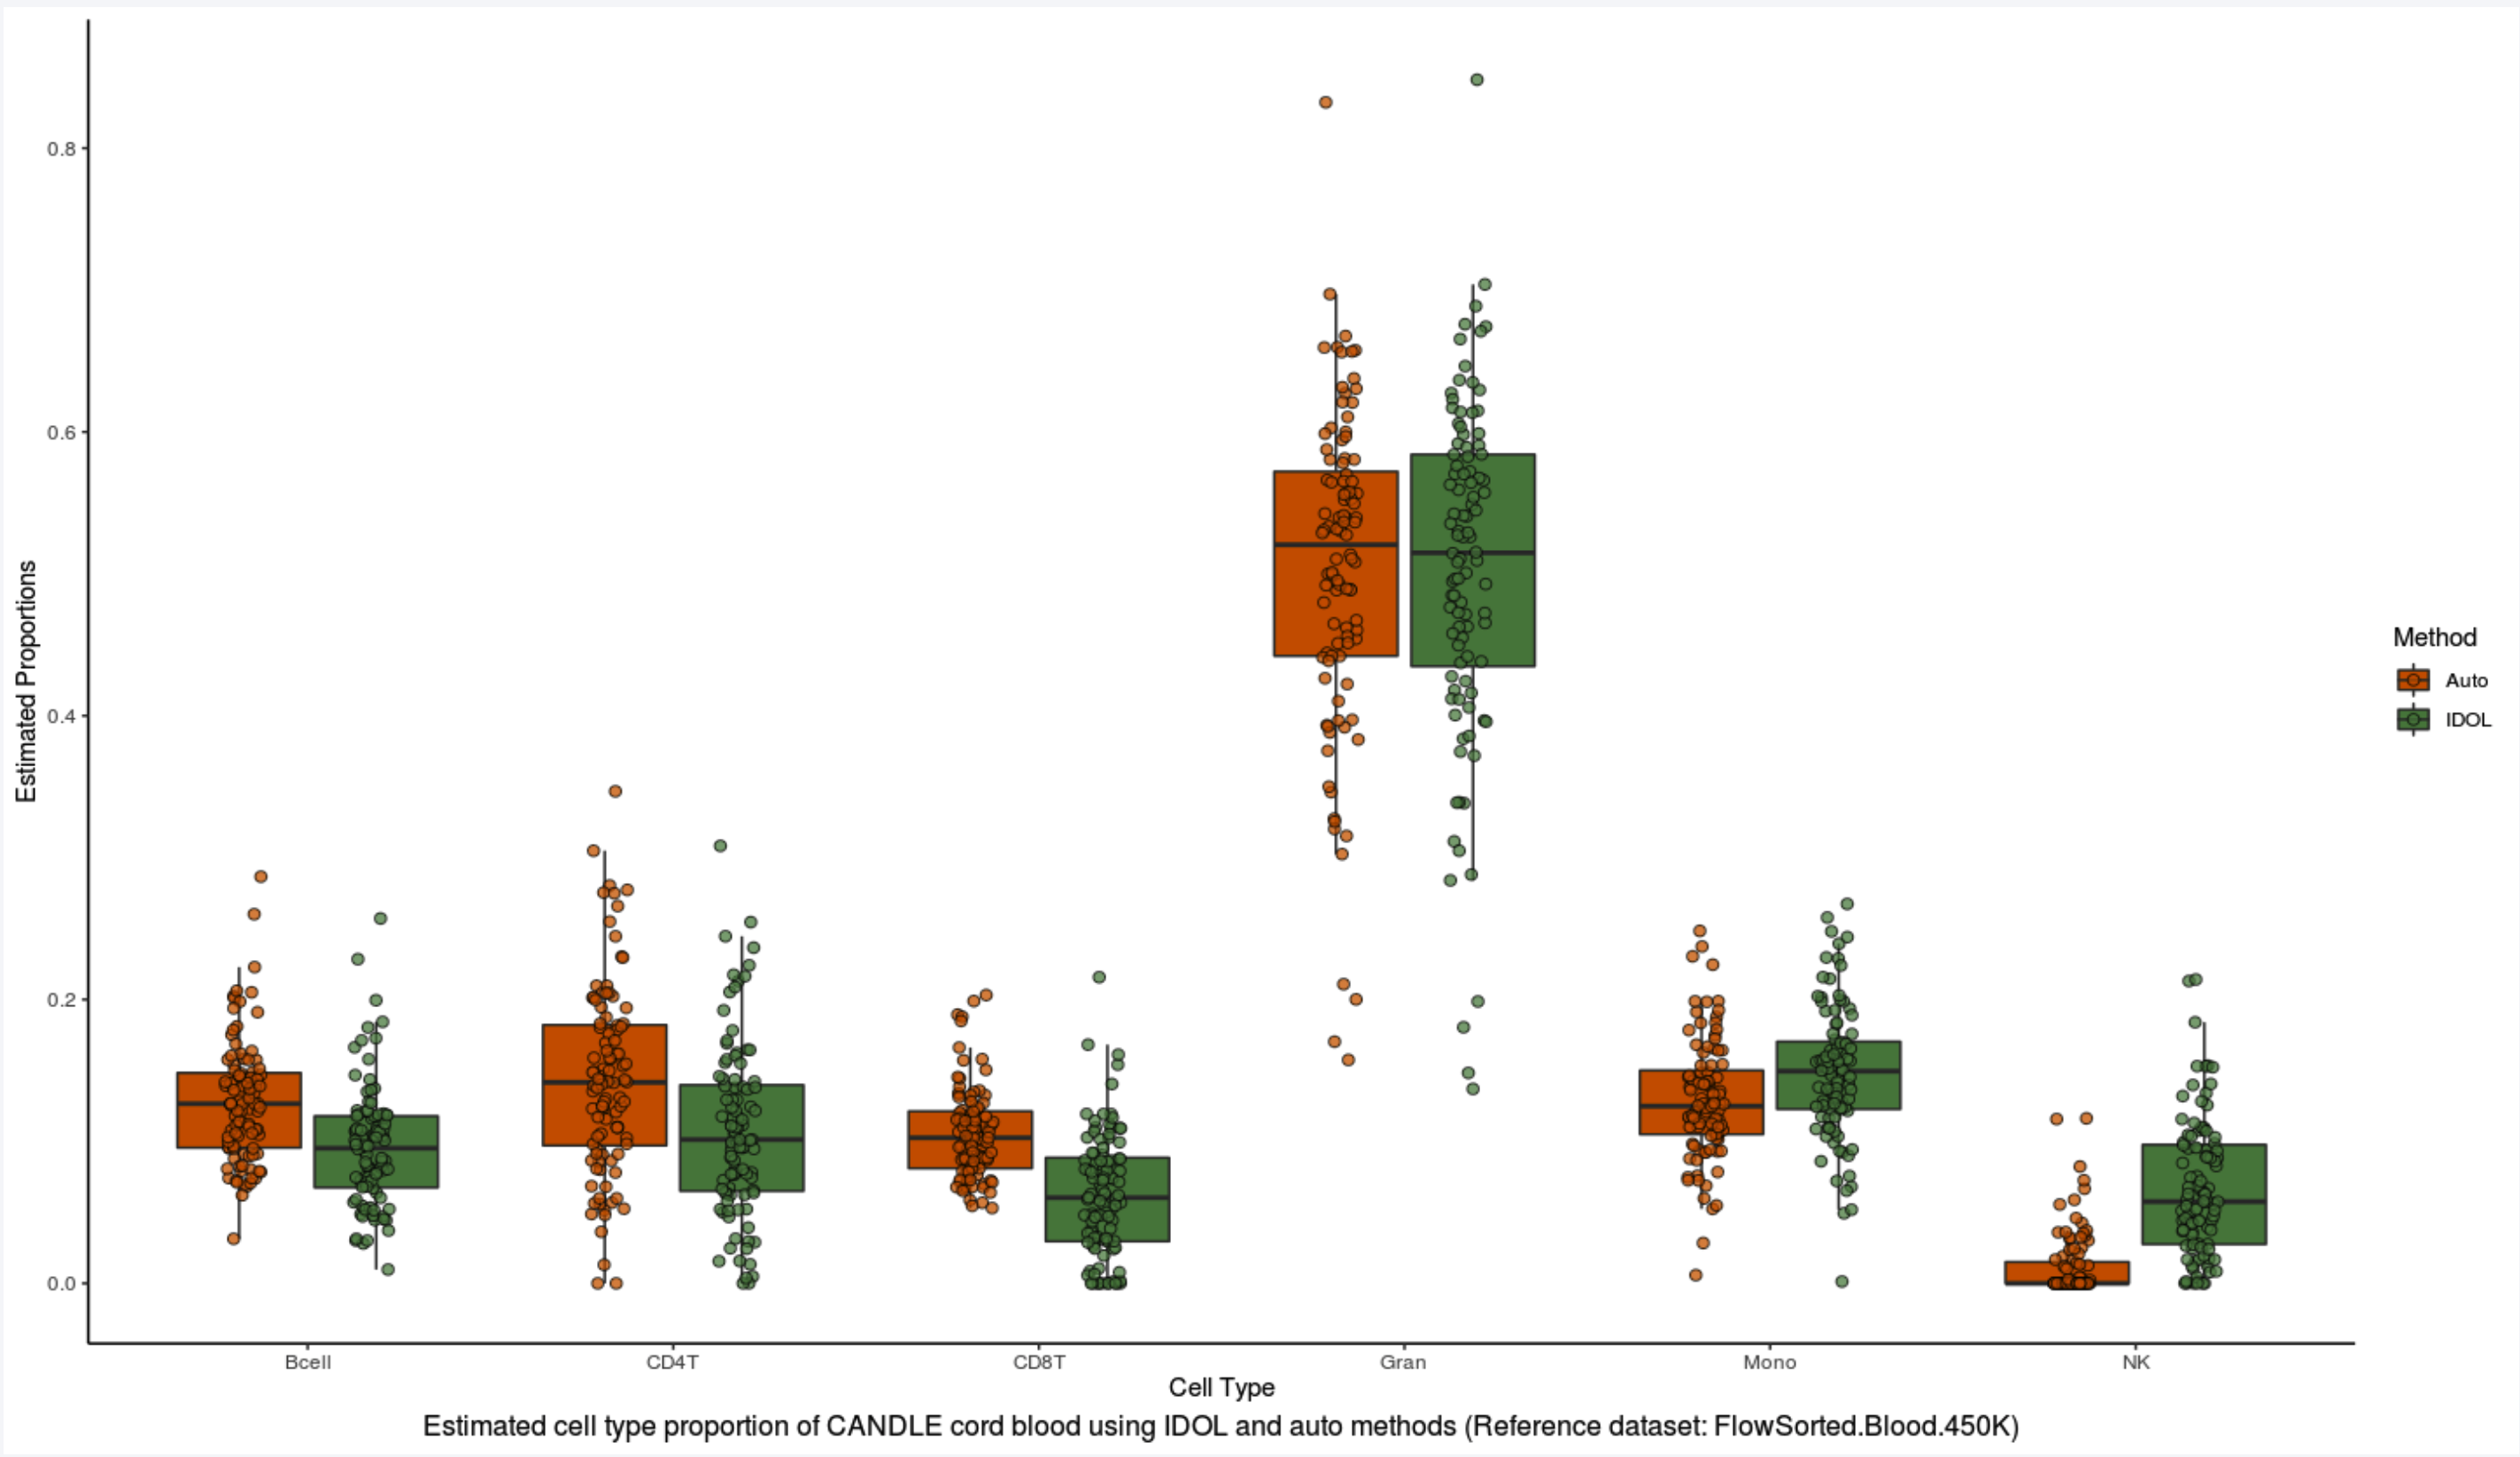 Estimated Proportions
0.8
0.6
0.4
0.2
0.0
Bcell CD4T CD8T Gran Mono NK
Cell Type
Estimated cell type proportion of CANDLE cord blood using IDOL and auto methods (Reference dataset: FlowSorted.Blood.450K)
Method
Auto
IDOL